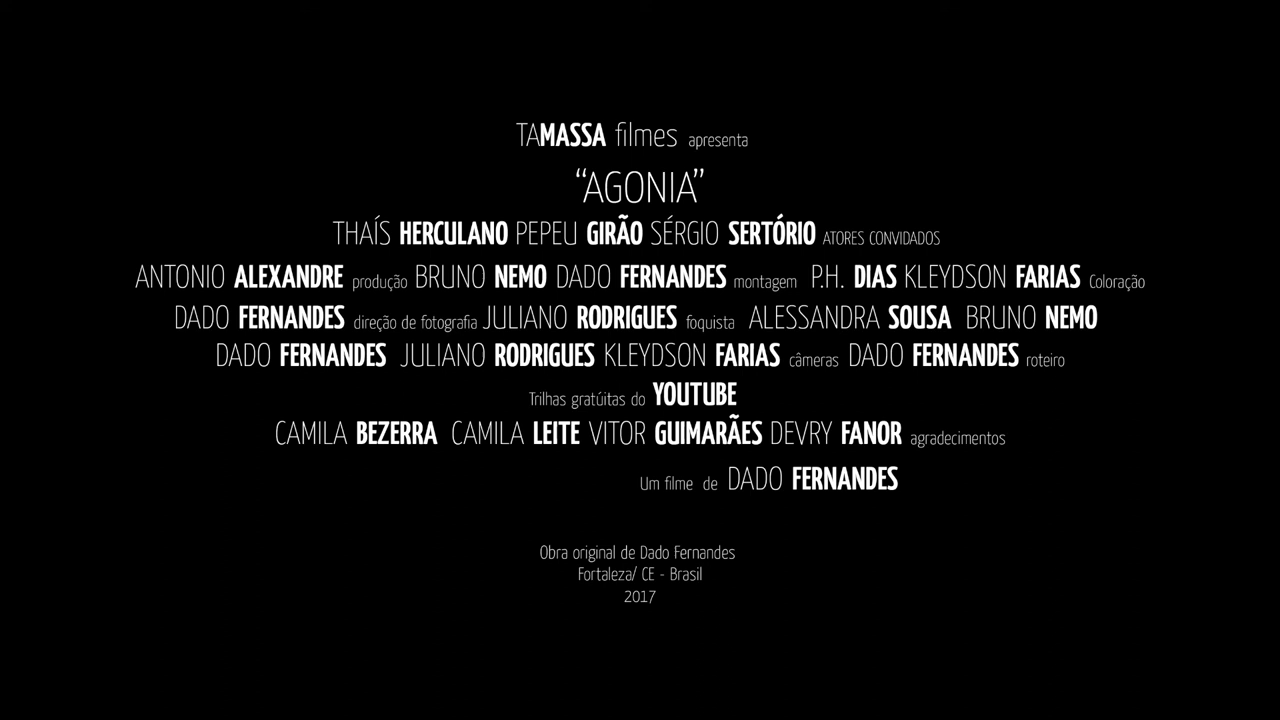 TAMASSA filmes apresenta
“AGONIA”
THAÍS HERCULANO PEPEU GIRÃO SÉRGIO SERTÓRIO ATORES CONVIDADOS
ANTONIO ALEXANDRE produção BRUNO NEMO DADO FERNANDES montagem P.H. DIAS KLEYDSON FARIAS Coloração
DADO FERNANDES direção de fotografia JULIANO RODRIGUES foquista ALESSANDRA SOUSA BRUNO NEMO
DADO FERNANDES JULIANO RODRIGUES KLEYDSON FARIAS câmeras DADO FERNANDES roteiro
Trilhas gratúitas do YOUTUBE
CAMILA BEZERRA CAMILA LEITE VITOR GUIMARÃES DEVRY FANOR agradecimentos
Um filme de DADO FERNANDES
Obra original de Dado Fernandes
Fortaleza/ CE - Brasil
2017